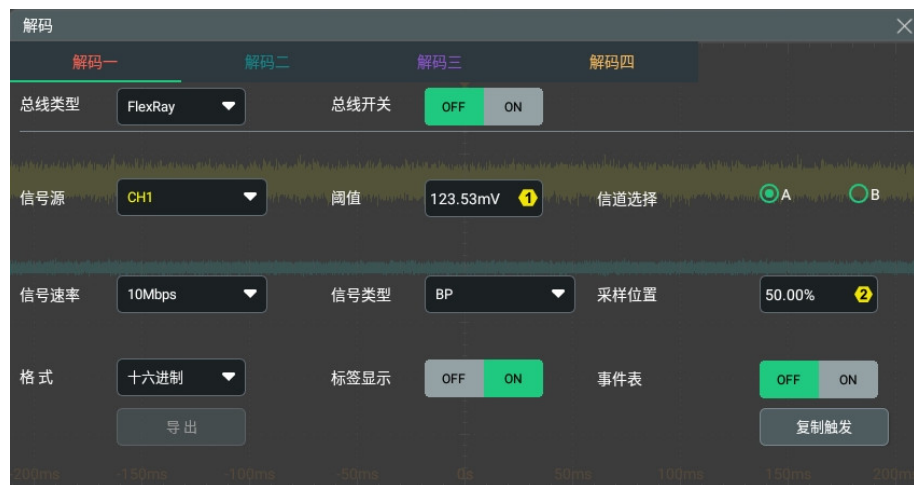 解码
解码一 解码二 解码三 解码四
总线类型 FlexRay 总线开关 OFF ON
信号源 CH1 阈值 123.53mV 1 信道选择 A B
信号速率 10Mbps 信号类型 BP 采样位置 50.00% 2
格式 十六进制 标签显示 OFF ON 事件表 OFF ON
导出 复制触发
-200ms -150ms -100ms -50ms 0s 50ms 100ms 150ms 200m